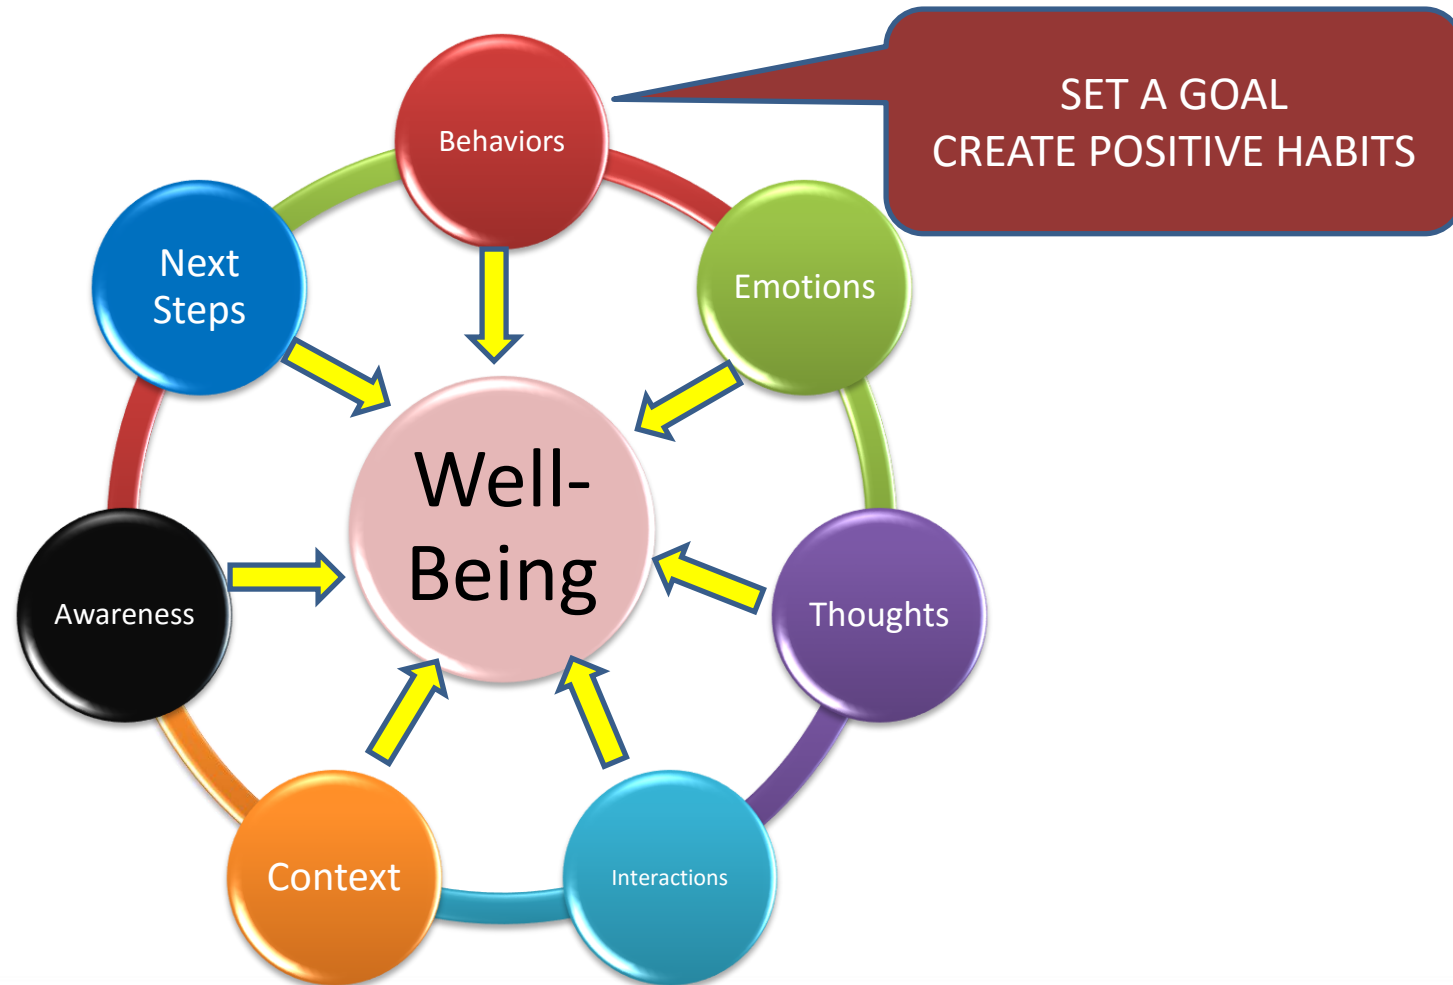 SET A GOAL
CREATE POSITIVE HABITS
Behaviors
Emotions
Thoughts
Interactions
Context
Awareness
Next
Steps
Well-
Being